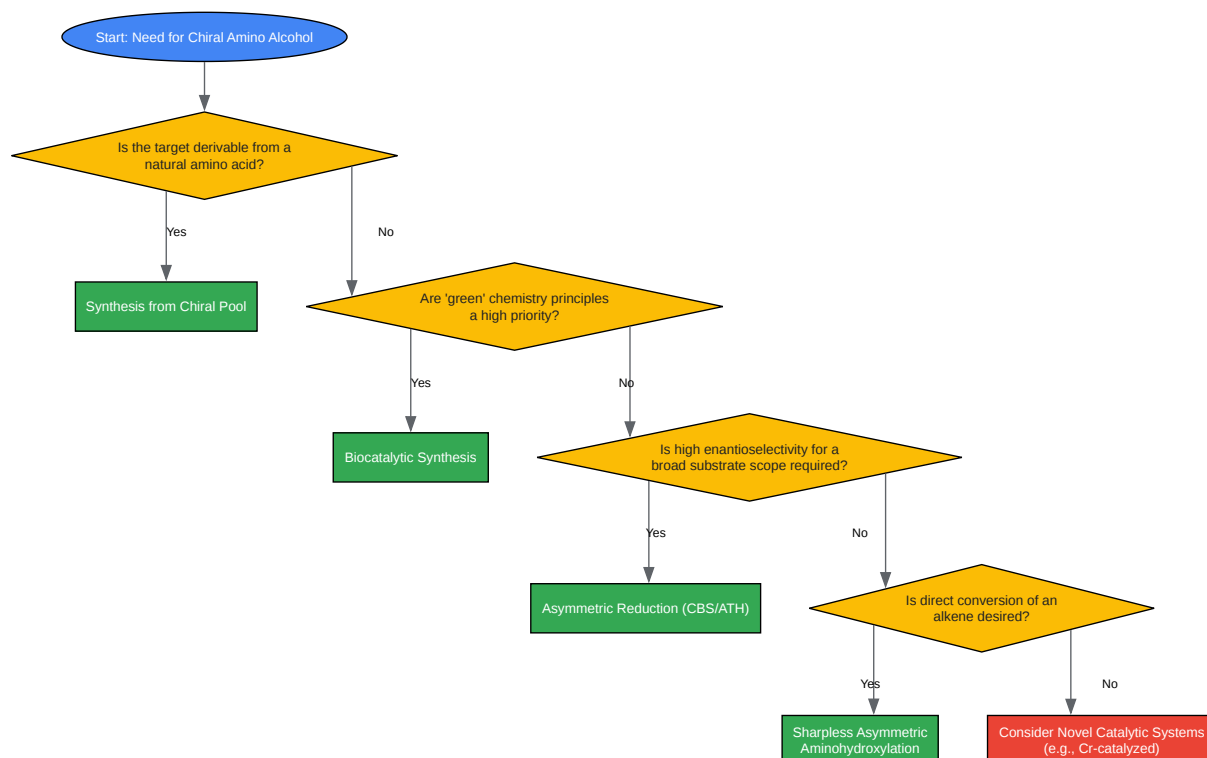 Start: Need for Chiral Amino Alcohol
Is the target derivable from a
natural amino acid?
Yes
No
Synthesis from Chiral Pool
Are 'green' chemistry principles
a high priority?
Yes
No
Biocatalytic Synthesis
Is high enantioselectivity for a
broad substrate scope required?
Yes
No
Asymmetric Reduction (CBS/ATH)
Is direct conversion of an
alkene desired?
Yes
No
Sharpless Asymmetric
Aminohydroxylation
Consider Novel Catalytic Systems
(e.g., Cr-catalyzed)